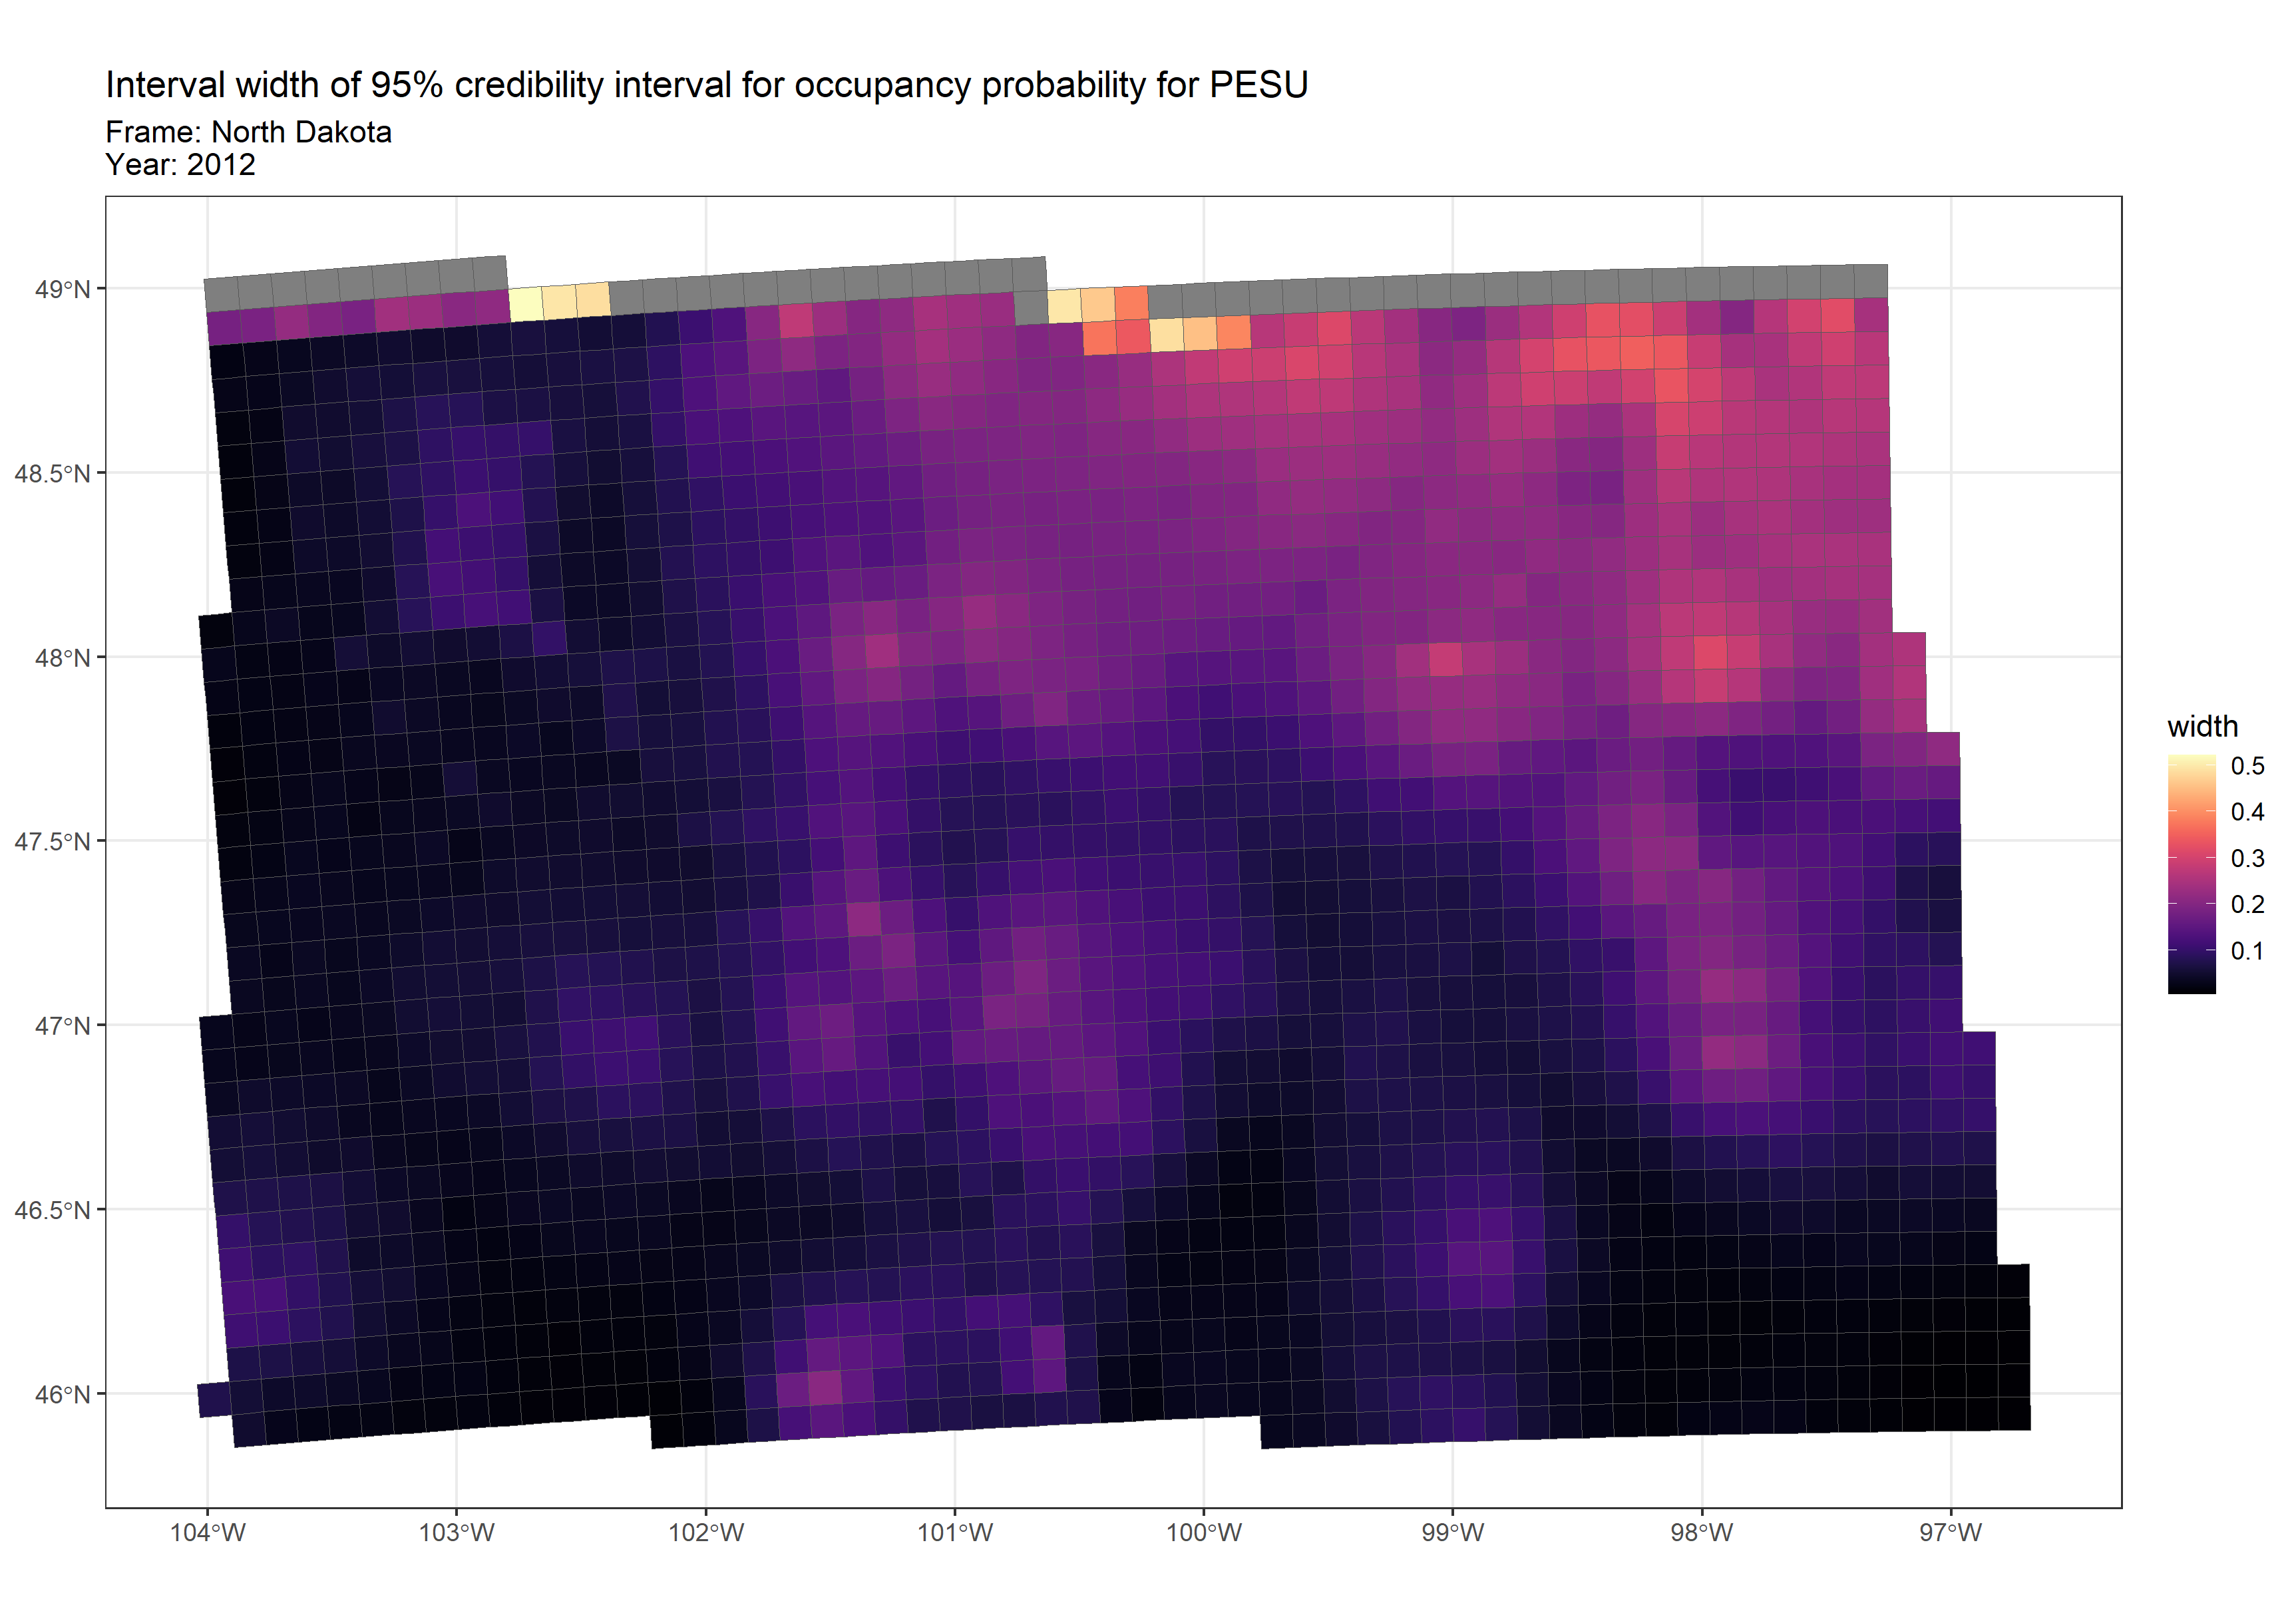 Interval width of 95% credibility interval for occupancy probability for PESU
Frame: North Dakota
Year: 2012
49°N
48.5°N
48°N
47.5°N
47°N
46.5°N
46°N
104°W
103°W
102°W
101°W
100°W
99°W
98°W
97°W
width
0.5
0.4
0.3
0.2
0.1